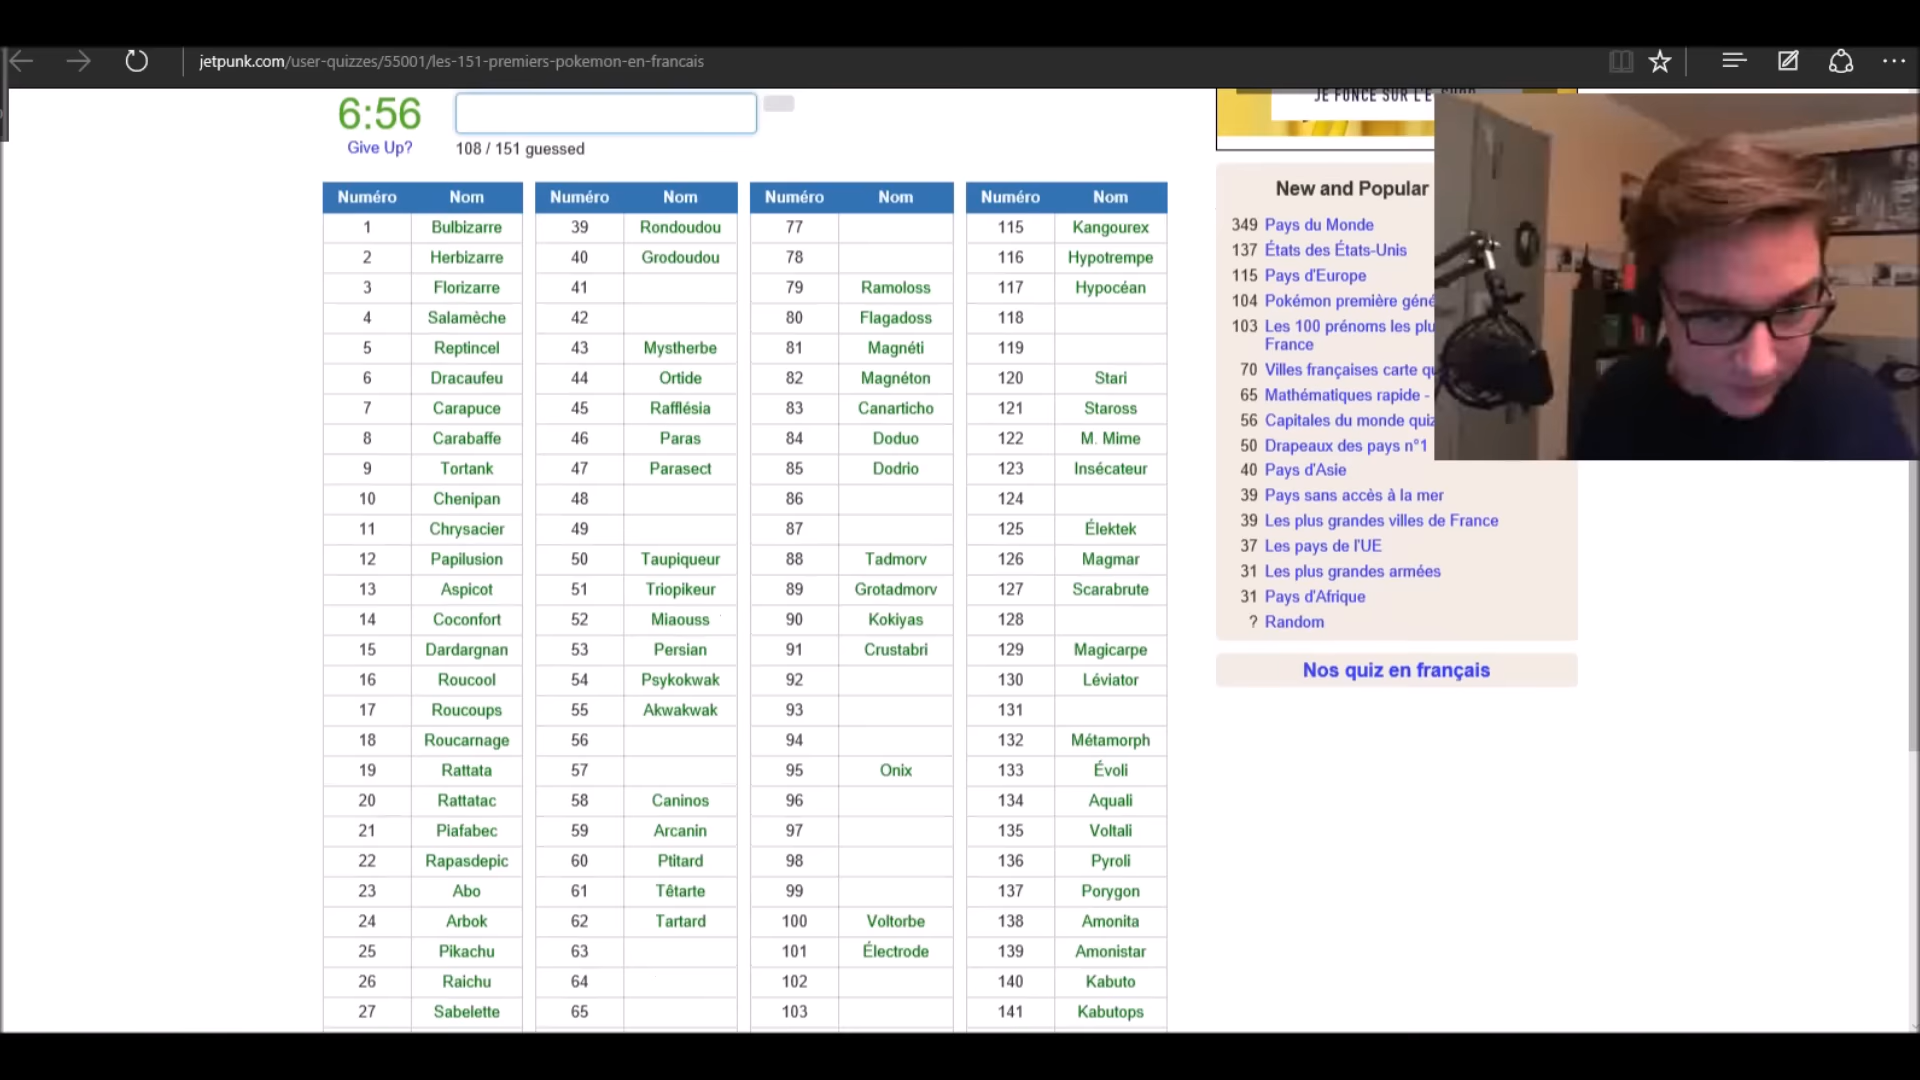 jetpunk.com/user-quizzes/55001/les-151-premiers-pokemon-en-francais
6:56
Give Up?
108 / 151 guessed
JE FONCE SUR L'E
Numéro Nom Numéro Nom Numéro Nom Numéro Nom
1 Bulbizarre 39 Rondoudou 77 115 Kangourex
2 Herbizarre 40 Grodoudou 78 116 Hypotrempe
3 Florizarre 41 79 Ramoloss 117 Hypocéan
4 Salamèche 42 80 Flagadoss 118
5 Reptincel 43 Mystherbe 81 Magnéti 119
6 Dracaufeu 44 Ortide 82 Magnéton 120 Stari
7 Carapuce 45 Rafflésia 83 Canarticho 121 Staross
8 Carabaffe 46 Paras 84 Doduo 122 M. Mime
9 Tortank 47 Parasect 85 Dodrio 123 Insécateur
10 Chenipan 48 86 124
11 Chrysacier 49 87 125 Élektek
12 Papilusion 50 Taupiqueur 88 Tadmorv 126 Magmar
13 Aspicot 51 Triopikeur 89 Grotadmorv 127 Scarabrute
14 Coconfort 52 Miaouss 90 Kokiyas 128
15 Dardargnan 53 Persian 91 Crustabri 129 Magicarpe
16 Roucool 54 Psykokwak 92 130 Léviator
17 Roucoups 55 Akwakwak 93 131
18 Roucarnage 56 94 132 Métamorph
19 Rattata 57 95 Onix 133 Évoli
20 Rattatac 58 Caninos 96 134 Aquali
21 Piafabec 59 Arcanin 97 135 Voltali
22 Rapasdepic 60 Ptitard 98 136 Pyroli
23 Abo 61 Têtarte 99 137 Porygon
24 Arbok 62 Tartard 100 Voltorbe 138 Amonita
25 Pikachu 63 101 Électrode 139 Amonistar
26 Raichu 64 102 140 Kabuto
27 Sabelette 65 103 141 Kabutops
New and Popular
349 Pays du Monde
137 États des États-Unis
115 Pays d'Europe
104 Pokémon première géné
103 Les 100 prénoms les plu
France
70 Villes françaises carte qu
65 Mathématiques rapide -
56 Capitales du monde quiz
50 Drapeaux des pays n°1
40 Pays d'Asie
39 Pays sans accès à la mer
39 Les plus grandes villes de France
37 Les pays de l'UE
31 Les plus grandes armées
31 Pays d'Afrique
? Random
Nos quiz en français